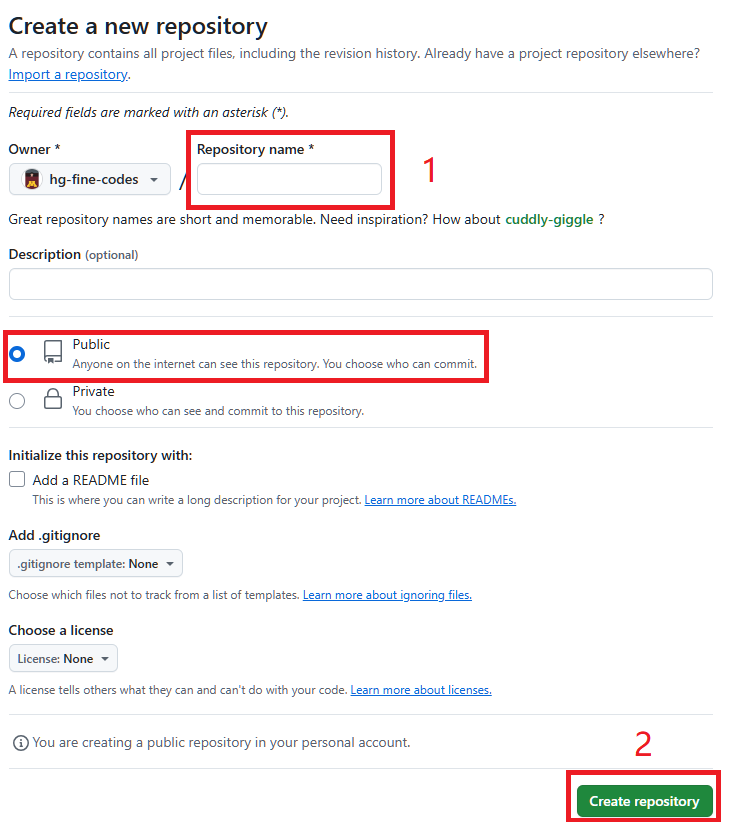 Create a new repository
A repository contains all project files, including the revision history. Already have a project repository elsewhere?
Import a repository.
Required fields are marked with an asterisk (*).
Owner *
Repository name *
1
hg-fine-codes
/
Great repository names are short and memorable. Need inspiration? How about cuddly-giggle ?
Description (optional)
Public
Anyone on the internet can see this repository. You choose who can commit.
Private
You choose who can see and commit to this repository.
Initialize this repository with:
Add a README file
This is where you can write a long description for your project. Learn more about READMEs.
Add .gitignore
.gitignore template: None
Choose which files not to track from a list of templates. Learn more about ignoring files.
Choose a license
License: None
A license tells others what they can and can't do with your code. Learn more about licenses.
You are creating a public repository in your personal account.
2
Create repository